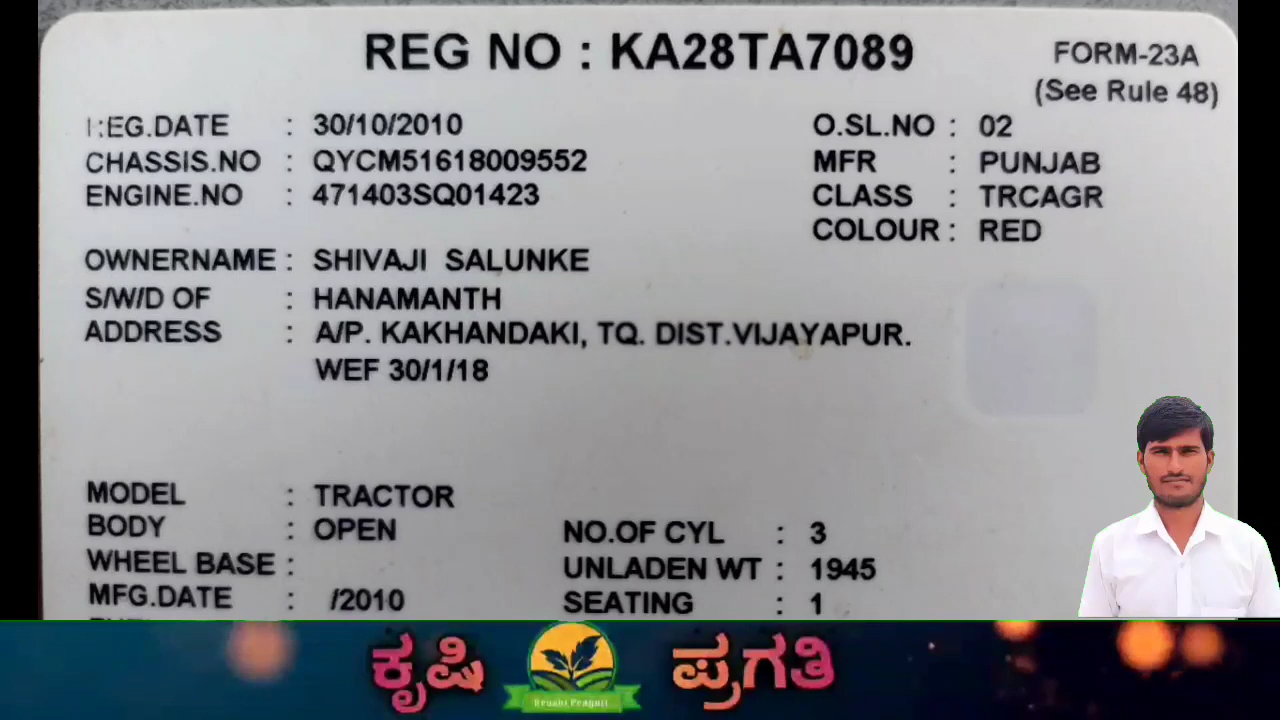 REG NO : KA28TA7089
FORM-23A
(See Rule 48)
REG.DATE : 30/10/2010
O.SL.NO : 02
CHASSIS.NO : QYCM51618009552
MFR : PUNJAB
ENGINE.NO : 471403SQ01423
CLASS : TRCAGR
COLOUR : RED
OWNERNAME : SHIVAJI SALUNKE
S/W/D OF : HANAMANTH
ADDRESS : A/P. KAKHANDAKI, TQ. DIST.VIJAYAPUR.
WEF 30/1/18
MODEL : TRACTOR
BODY : OPEN
NO.OF CYL : 3
WHEEL BASE :
UNLADEN WT : 1945
MFG.DATE : /2010
SEATING : 1
ಕೃಷಿ ಪ್ರಗತಿ
Krushi Pragati